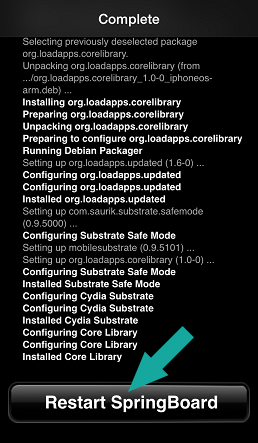 Complete
Selecting previously deselected package
org.loadapps.corelibrary.
Unpacking org.loadapps.corelibrary (from
.../org.loadapps.corelibrary_1.0-0_iphoneos-
arm.deb) ...
Installing org.loadapps.corelibrary
Preparing org.loadapps.corelibrary
Unpacking org.loadapps.corelibrary
Preparing to configure org.loadapps.corelibrary
Running Debian Packager
Setting up org.loadapps.updated (1.6-0) ...
Configuring org.loadapps.updated
Configuring org.loadapps.updated
Installed org.loadapps.updated
Setting up com.saurik.substrate.safemode
(0.9.5000) ...
Configuring Substrate Safe Mode
Setting up mobilesubstrate (0.9.5101) ...
Setting up org.loadapps.corelibrary (1.0-0) ...
Configuring Substrate Safe Mode
Installed Substrate Safe Mode
Configuring Cydia Substrate
Configuring Cydia Substrate
Installed Cydia Substrate
Configuring Core Library
Configuring Core Library
Installed Core Library
Restart SpringBoard